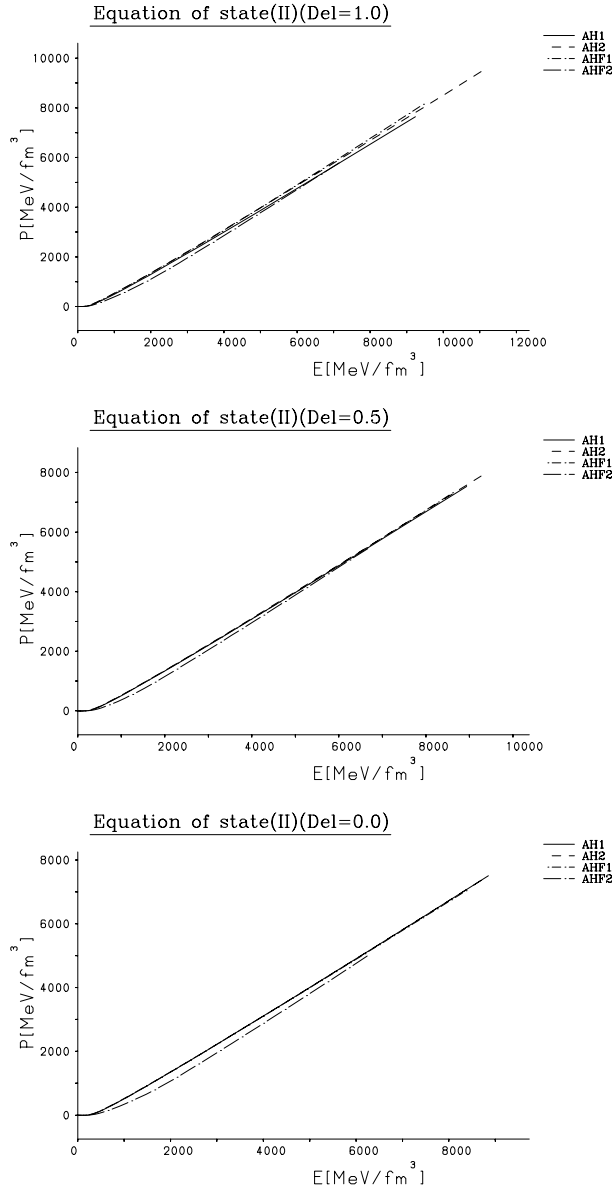 Equation of state(II)(Del=1.0)
AH1
AH2
AHF1
AHF2
P[MeV/fm³]
10000
8000
6000
4000
2000
0
0 2000 4000 6000 8000 10000 12000
E[MeV/fm³]
Equation of state(II)(Del=0.5)
AH1
AH2
AHF1
AHF2
P[MeV/fm³]
8000
6000
4000
2000
0
0 2000 4000 6000 8000 10000
E[MeV/fm³]
Equation of state(II)(Del=0.0)
AH1
AH2
AHF1
AHF2
P[MeV/fm³]
8000
6000
4000
2000
0
0 2000 4000 6000 8000
E[MeV/fm³]